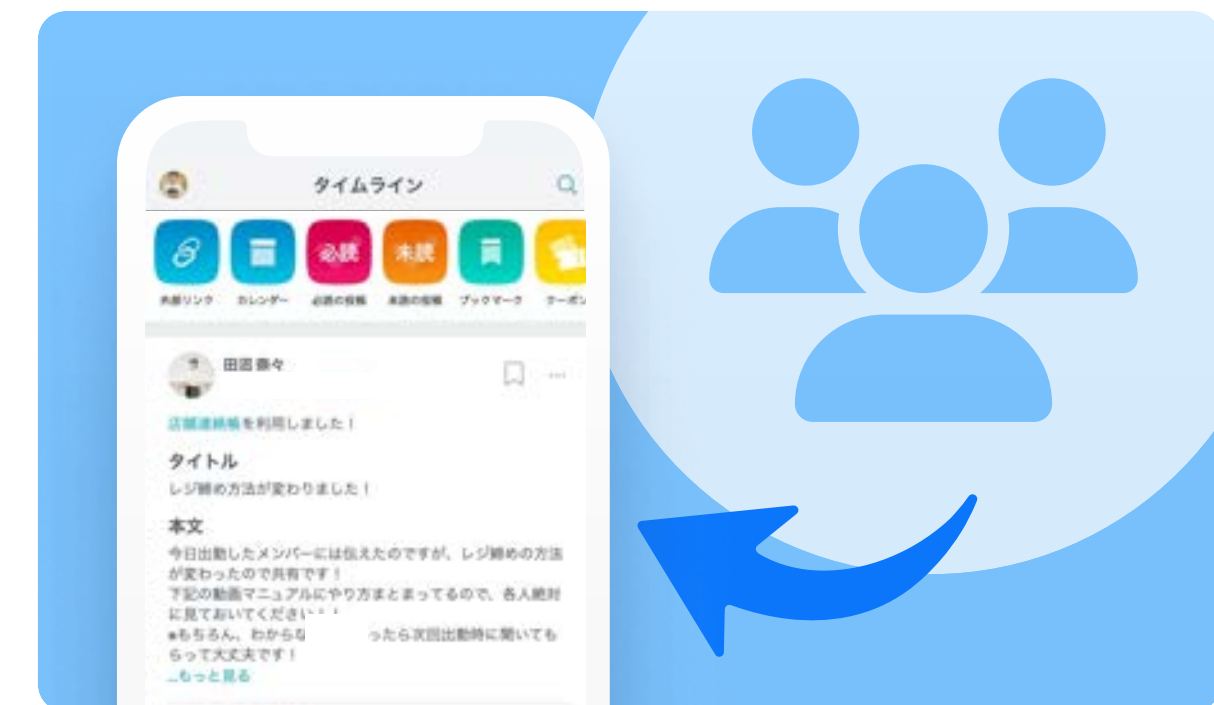 タイムライン
必読 未読
外部リンク カレンダー 必読の投稿 未読の投稿 ブックマーク クーポン
田沼 奈々
店舗連絡帳を利用しました！
タイトル
レジ締め方法が変わりました！
本文
今日出勤したメンバーには伝えたのですが、レジ締めの方法
が変わったので共有です！
下記の動画マニュアルにやり方まとまってるので、各人絶対
に見ておいてください！！
※もちろん、わからな ったら次回出勤時に聞いても
らって大丈夫です！
…もっと見る